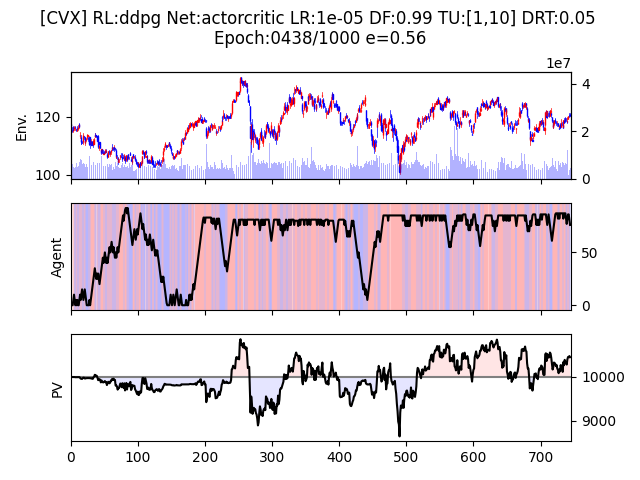 [CVX] RL:ddpg Net:actorcritic LR:1e-05 DF:0.99 TU:[1,10] DRT:0.05
Epoch:0438/1000 e=0.56
1e7
Env.
120
100
4
2
0
Agent
50
0
PV
10000
9000
0 100 200 300 400 500 600 700